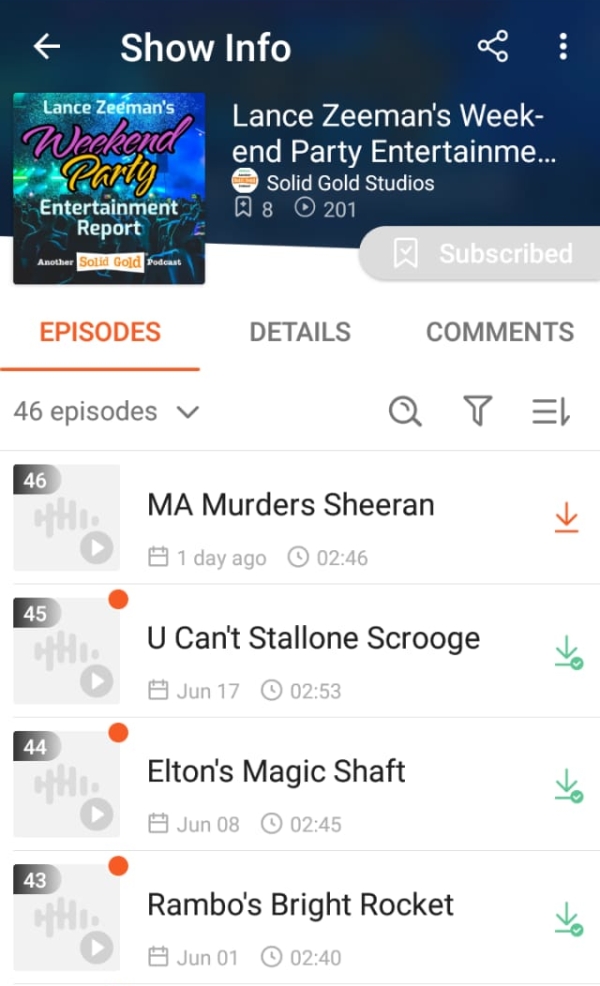 Show Info
Lance Zeeman's
Weekend
Party
Entertainment
Report
Another Solid Gold Podcast
Lance Zeeman's Week-
end Party Entertainme...
Solid Gold Studios
8 201
Subscribed
EPISODES DETAILS COMMENTS
46 episodes
46
MA Murders Sheeran
1 day ago 02:46
45
U Can't Stallone Scrooge
Jun 17 02:53
44
Elton's Magic Shaft
Jun 08 02:45
43
Rambo's Bright Rocket
Jun 01 02:40